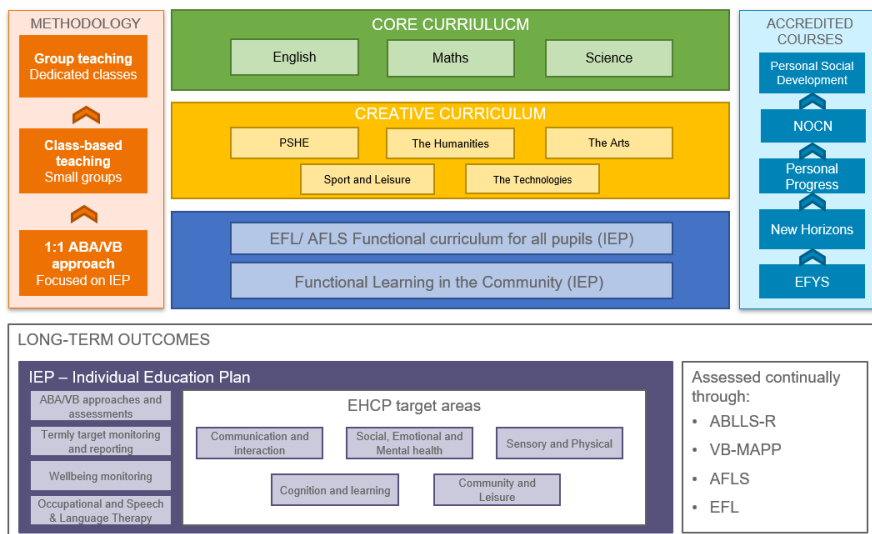 METHODOLOGY
Group teaching
Dedicated classes
Class-based
teaching
Small groups
1:1 ABA/VB
approach
Focused on IEP
CORE CURRIULUCM
English
Maths
Science
CREATIVE CURRICULUM
PSHE
The Humanities
The Arts
Sport and Leisure
The Technologies
EFL/ AFLS Functional curriculum for all pupils (IEP)
Functional Learning in the Community (IEP)
ACCREDITED
COURSES
Personal Social
Development
NOCN
Personal
Progress
New Horizons
EFYS
LONG-TERM OUTCOMES
IEP – Individual Education Plan
ABA/VB approaches and
assessments
Termly target monitoring
and reporting
Wellbeing monitoring
Occupational and Speech
& Language Therapy
EHCP target areas
Communication and
interaction
Social, Emotional and
Mental health
Sensory and Physical
Cognition and learning
Community and
Leisure
Assessed continually
through:
• ABLLS-R
• VB-MAPP
• AFLS
• EFL